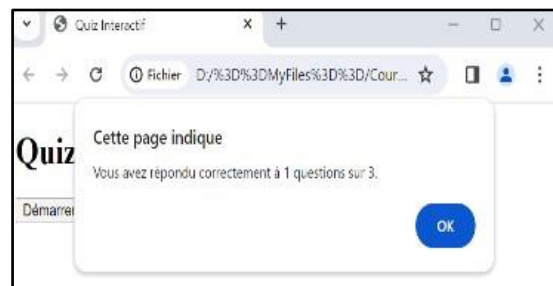 Quiz Interactif
Fichier D:/%3D%3DMyFiles%3D%3D/Cour...
Cette page indique
Quiz
Vous avez répondu correctement à 1 questions sur 3.
Démarrer
OK